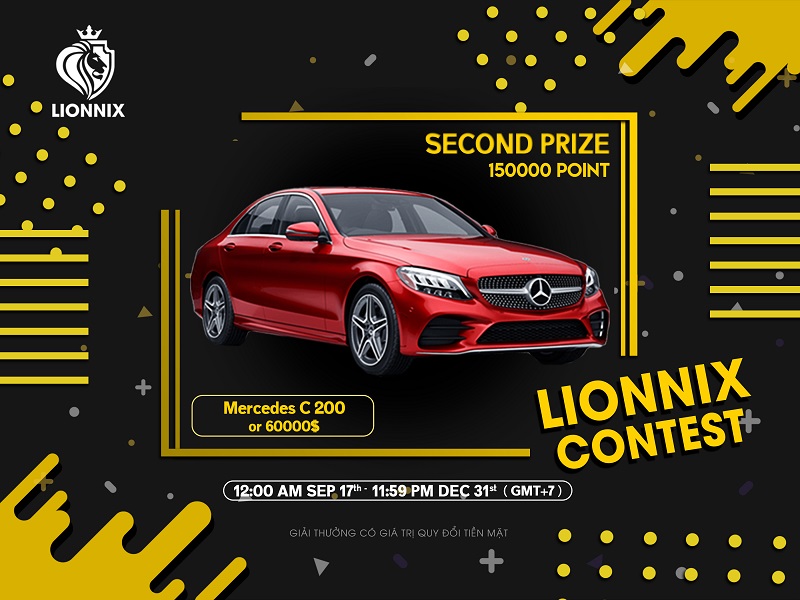 LIONNIX
SECOND PRIZE
150000 POINT
Mercedes C 200
or 60000$
LIONNIX
CONTEST
12:00 AM SEP 17th - 11:59 PM DEC 31st ( GMT+7 )
GIẢI THƯỞNG CÓ GIÁ TRỊ QUY ĐỔI TIỀN MẶT